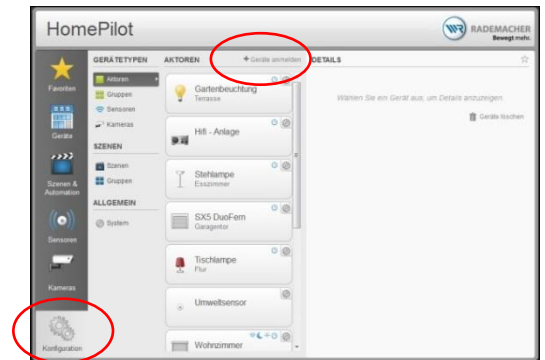 HomePilot
WR RADEMACHER
Bewegt mehr.
Favoriten
Geräte
Szenen &
Automation
Sensoren
Kameras
Konfiguration
GERÄTETYPEN
Aktoren
Gruppen
Sensoren
Kameras
SZENEN
Szenen
Gruppen
ALLGEMEIN
System
AKTOREN
+ Geräte anmelden
Gartenbeuchtung
Terrasse
Hifi - Anlage
Stehlampe
Esszimmer
SX5 DuoFern
Garagentor
Tischlampe
Flur
Umweltsensor
Wohnzimmer
DETAILS
Wählen Sie ein Gerät aus, um Details anzuzeigen.
Geräte löschen